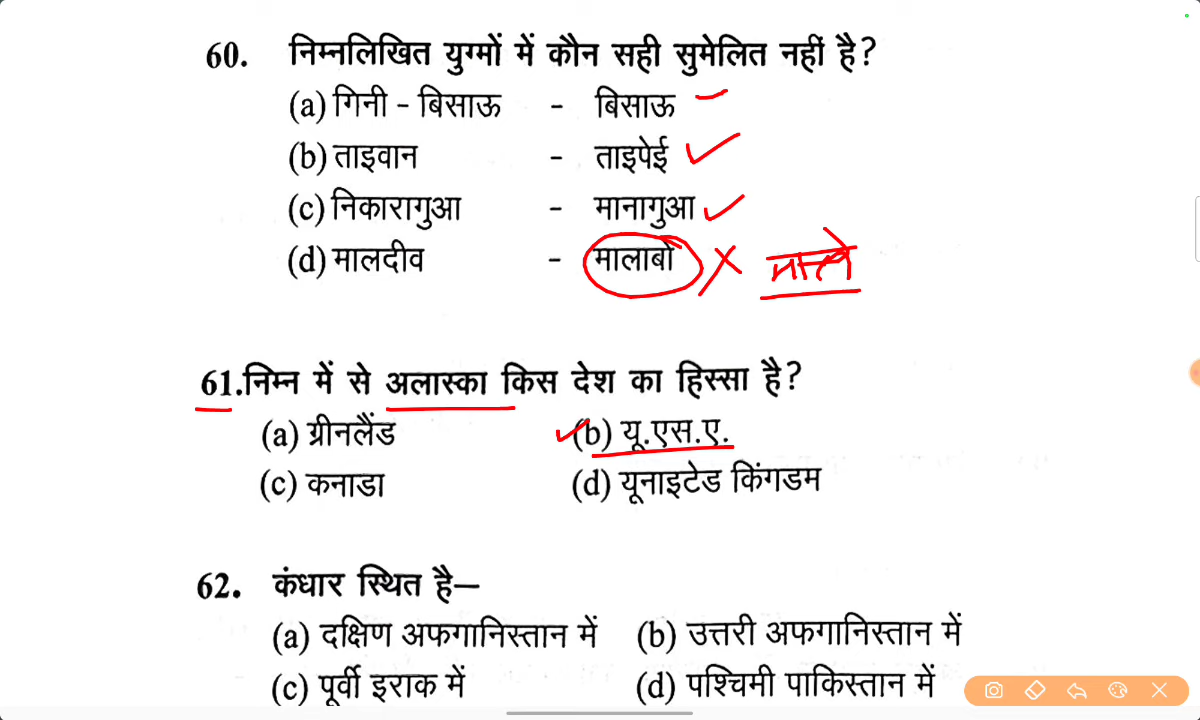 60. निम्नलिखित युग्मों में कौन सही सुमेलित नहीं है?
(a) गिनी - बिसाऊ - बिसाऊ
(b) ताइवान - ताइपेई
(c) निकारागुआ - मानागुआ
(d) मालदीव - मालाबो माले
61.निम्न में से अलास्का किस देश का हिस्सा है?
(a) ग्रीनलैंड (b) यू.एस.ए.
(c) कनाडा (d) यूनाइटेड किंगडम
62. कंधार स्थित है—
(a) दक्षिण अफगानिस्तान में (b) उत्तरी अफगानिस्तान में
(c) पूर्वी इराक में (d) पश्चिमी पाकिस्तान में